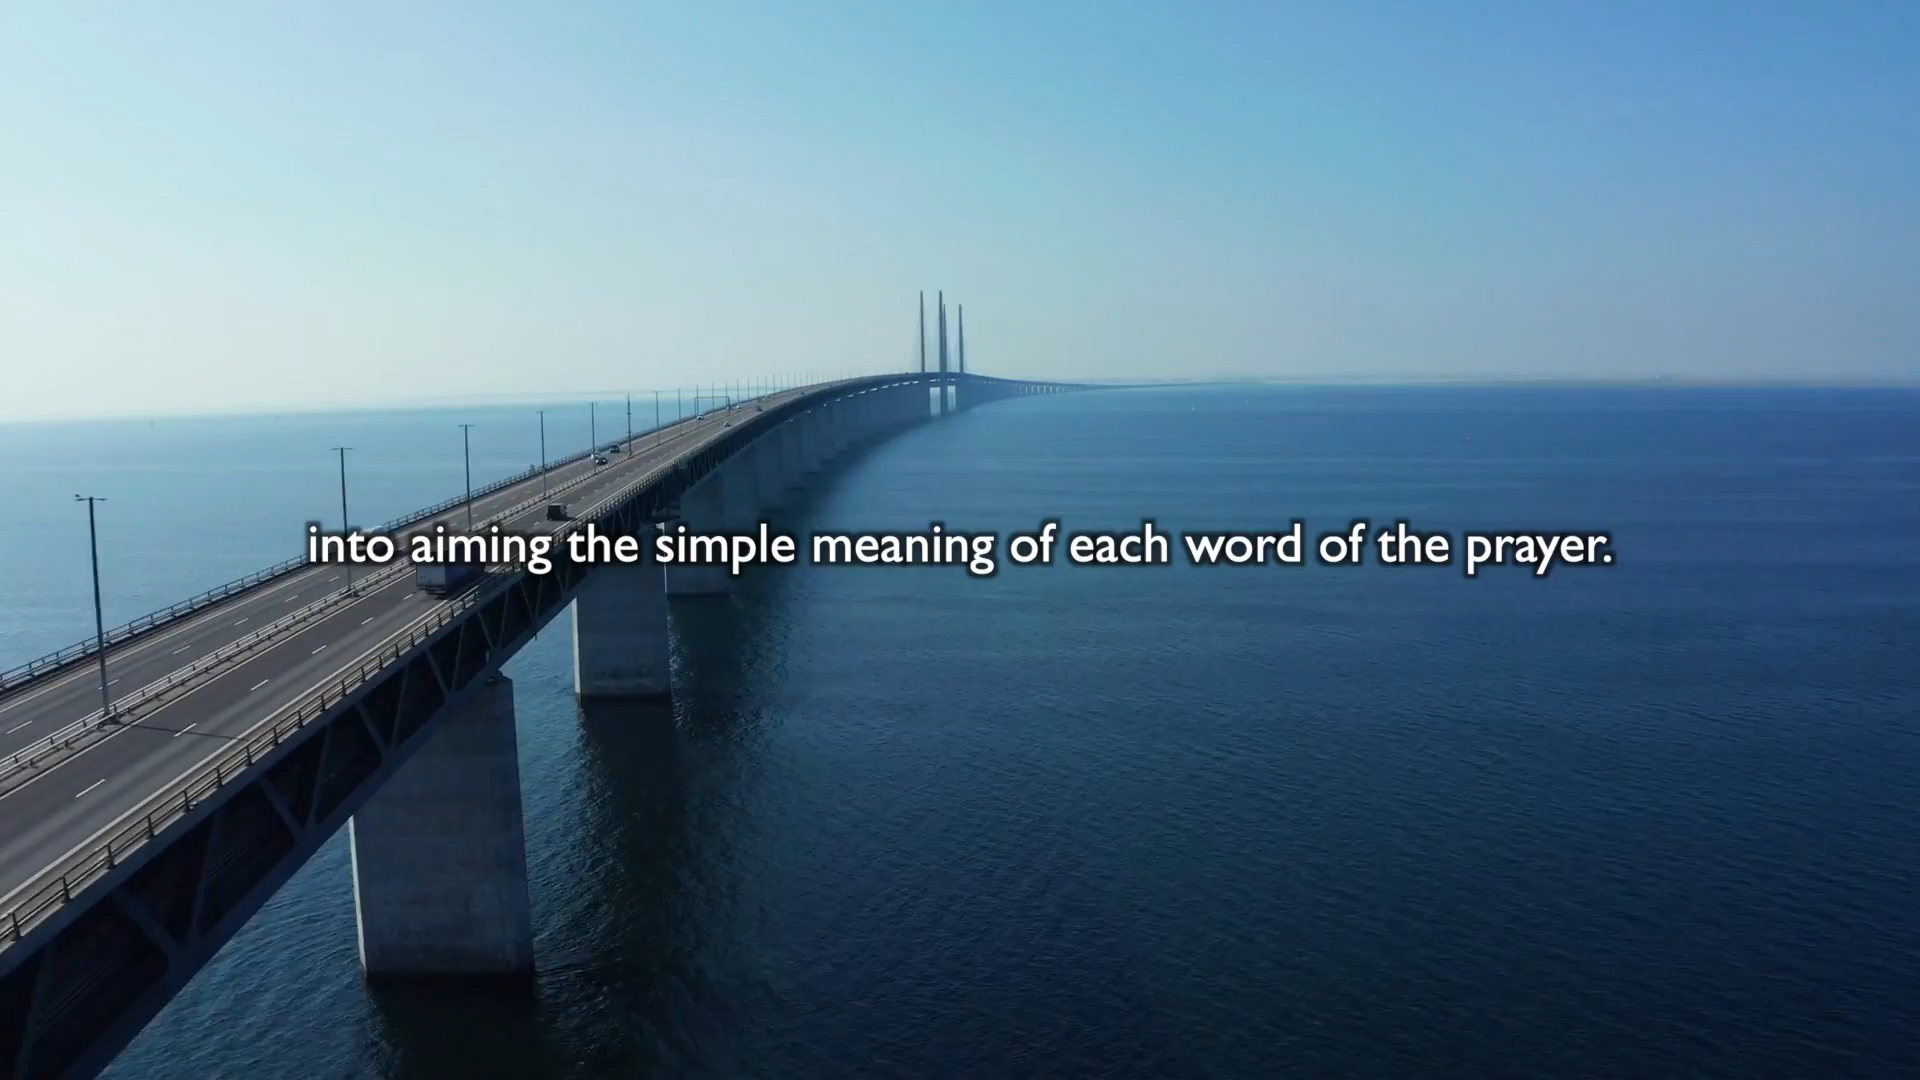 into aiming the simple meaning of each word of the prayer.